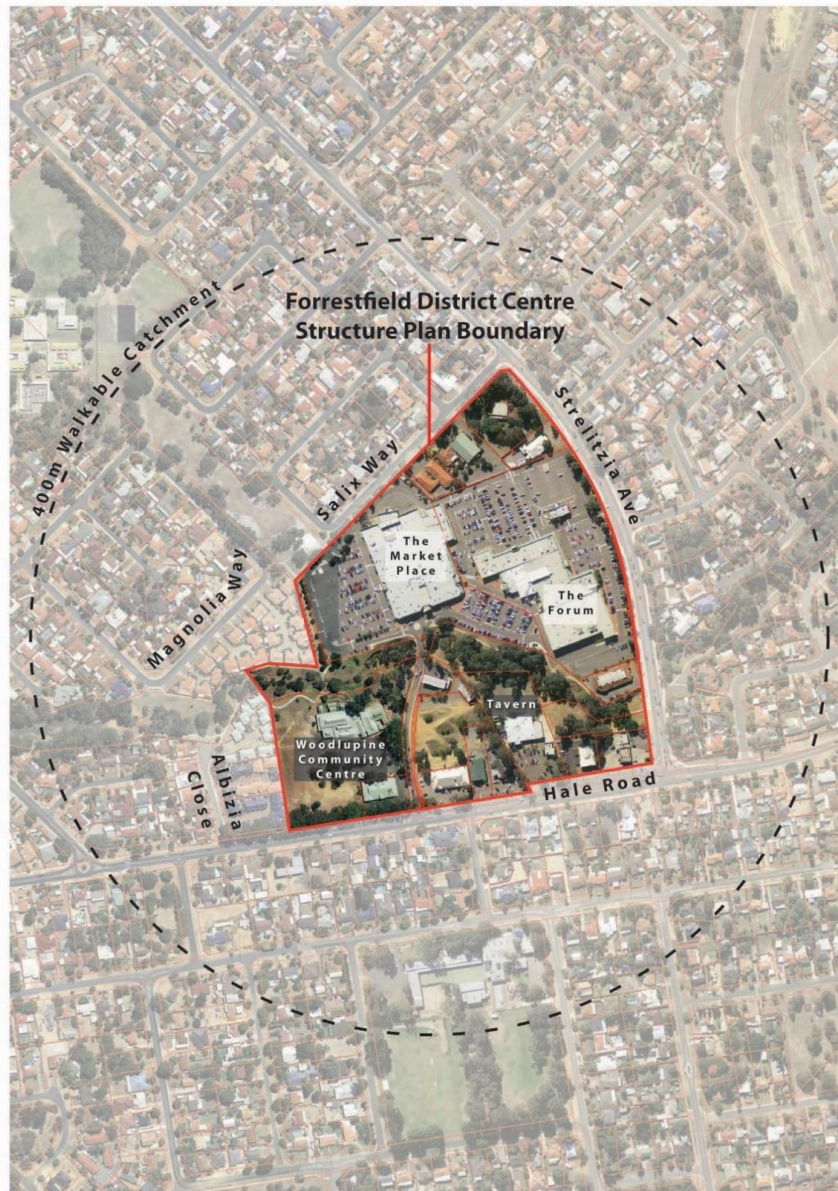 Forrestfield District Centre
Structure Plan Boundary
400m Walkable Catchment
Strelitzia Ave
Salix Way
The
Market
Place
The
Forum
Magnolia Way
Tavern
Woodlupine
Community
Centre
Albizia
Close
Hale Road